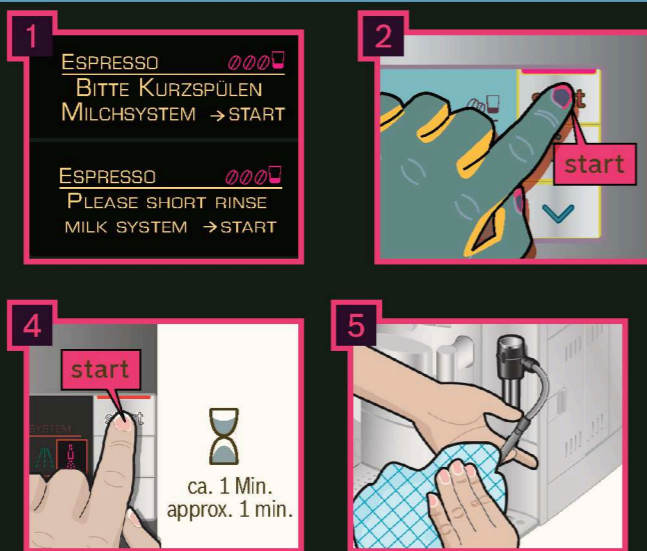 1
ESPRESSO
BITTE KURZSPÜLEN
MILCHSYSTEM → START
ESPRESSO
PLEASE SHORT RINSE
MILK SYSTEM → START
2
start
4
start
SYSTEM
ca. 1 Min.
approx. 1 min.
5